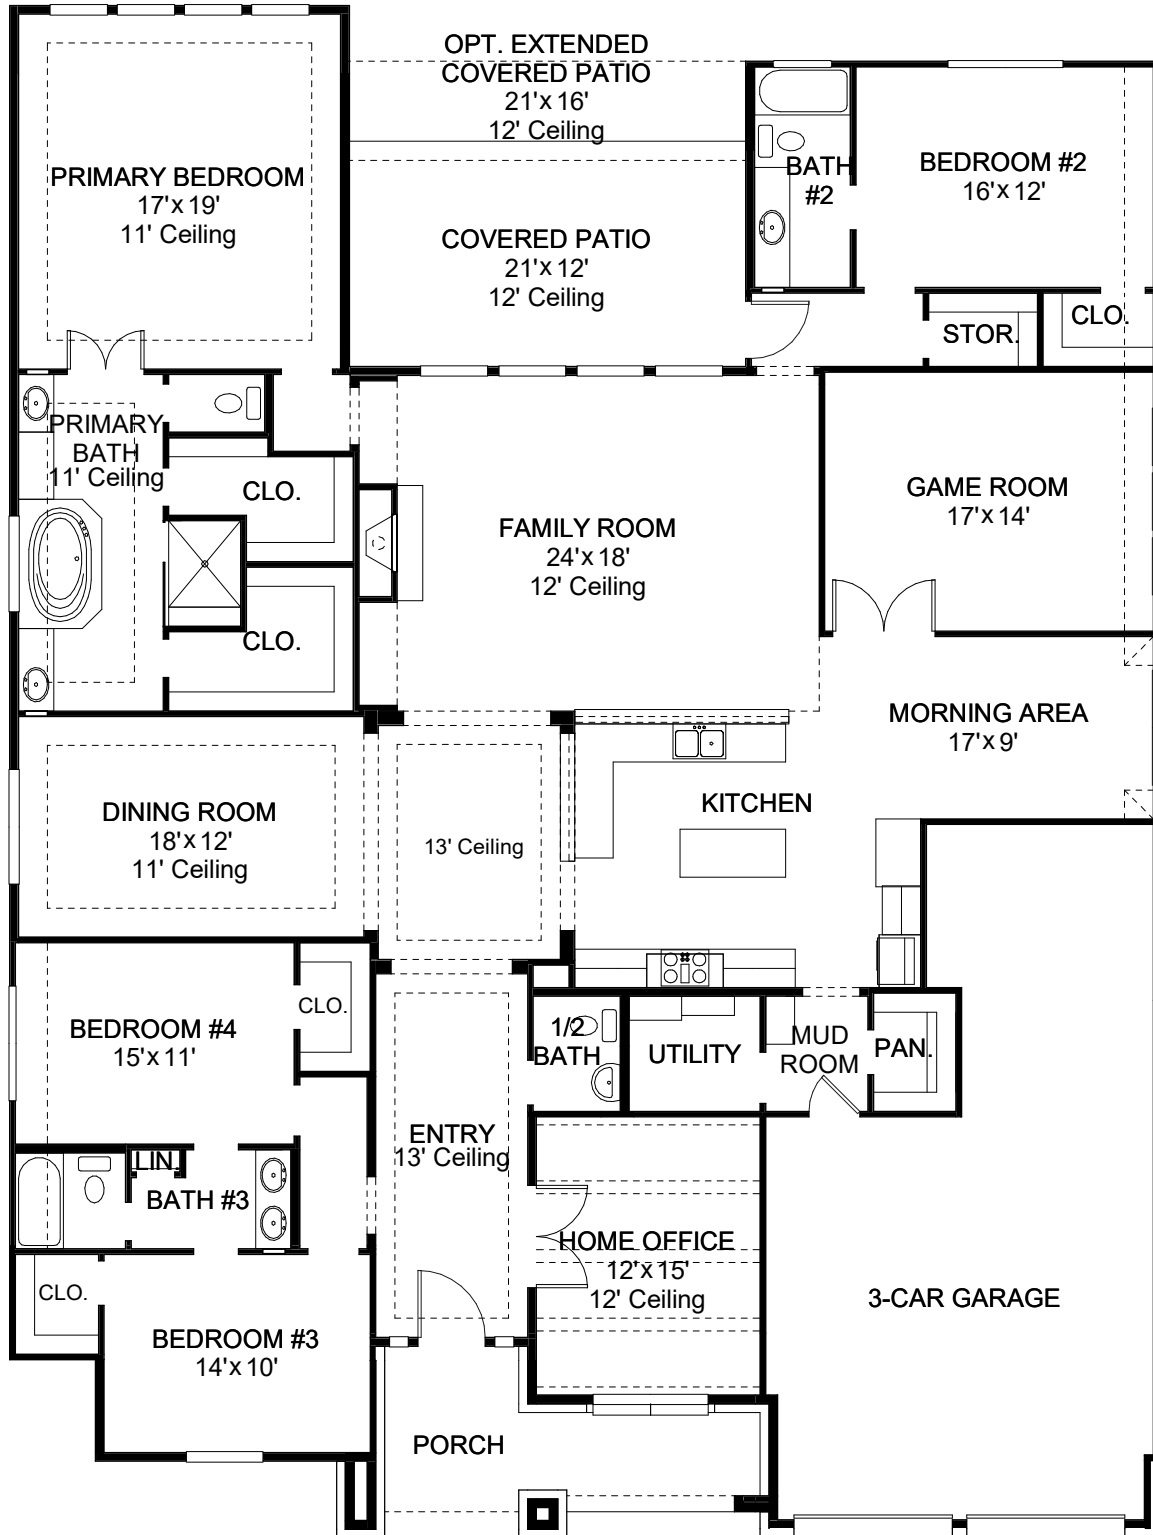 OPT. EXTENDED
COVERED PATIO
21'x 16'
12' Ceiling
PRIMARY BEDROOM
17'x 19'
11' Ceiling
COVERED PATIO
21'x 12'
12' Ceiling
BATH
#2
BEDROOM #2
16'x 12'
STOR.
CLO.
PRIMARY
BATH
11' Ceiling
CLO.
CLO.
FAMILY ROOM
24'x 18'
12' Ceiling
GAME ROOM
17'x 14'
MORNING AREA
17'x 9'
DINING ROOM
18'x 12'
11' Ceiling
13' Ceiling
KITCHEN
BEDROOM #4
15'x 11'
CLO.
1/2
BATH
UTILITY
MUD
ROOM
PAN.
ENTRY
13' Ceiling
LIN.
BATH #3
HOME OFFICE
12'x 15'
12' Ceiling
CLO.
BEDROOM #3
14'x 10'
3-CAR GARAGE
PORCH